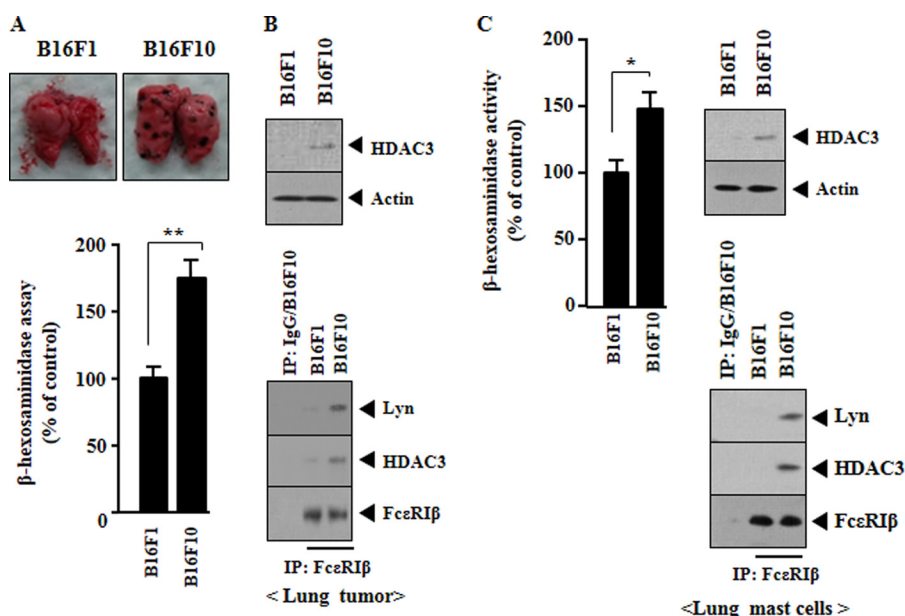 A
B16F1 B16F10
β-hexosaminidase assay
(% of control)
200
150
100
50
0
**
B16F1
B16F10
B
B16F1
B16F10
HDAC3
Actin
IP: IgG/B16F10
B16F1
B16F10
Lyn
HDAC3
FcεRIβ
IP: FcεRIβ
< Lung tumor>
C
β-hexosaminidase activity
(% of control)
200
150
100
50
0
*
B16F1
B16F10
B16F1
B16F10
HDAC3
Actin
IP: IgG/B16F10
B16F1
B16F10
Lyn
HDAC3
FcεRIβ
IP: FcεRIβ
<Lung mast cells >